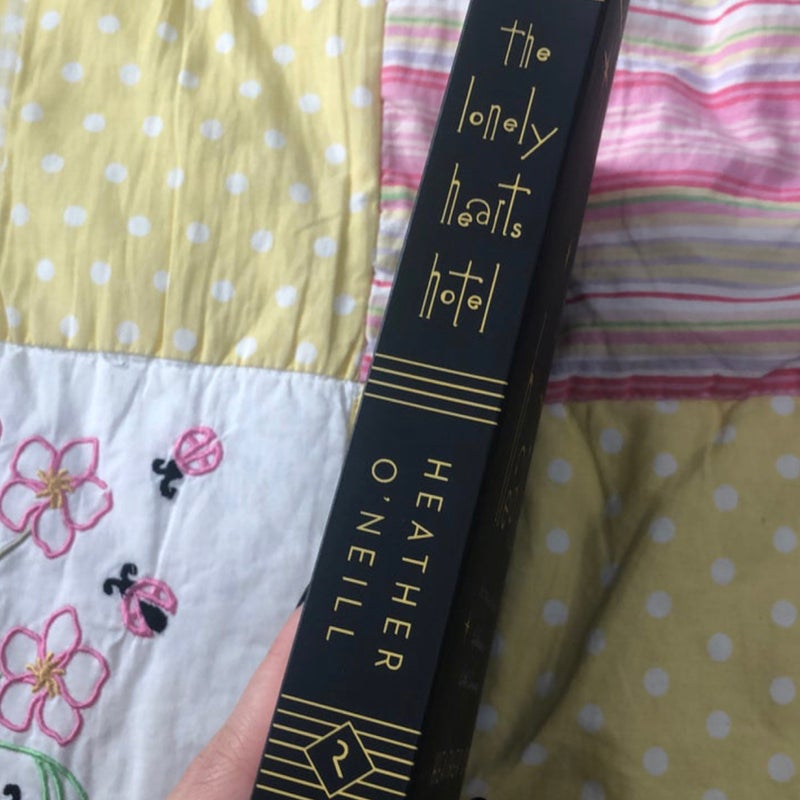 the
lonely
hearts
hotel
HEATHER
O'NEILL